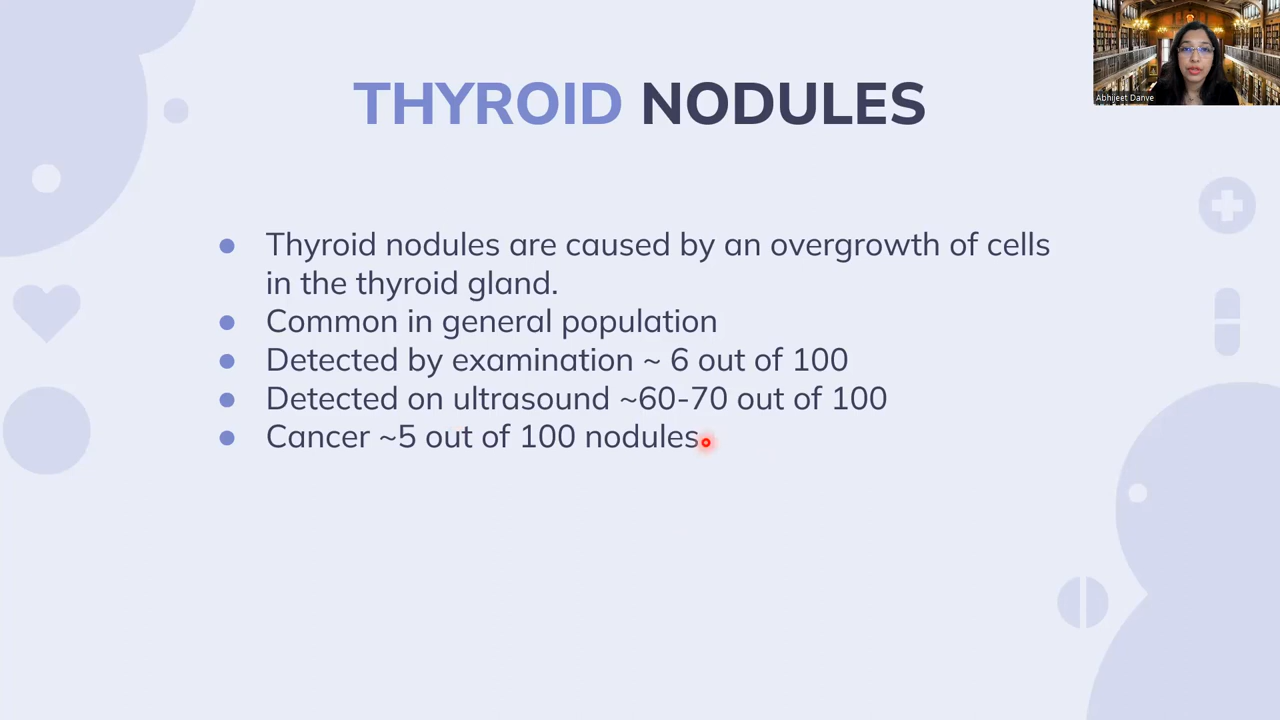 THYROID NODULES
Abhijeet Danve
● Thyroid nodules are caused by an overgrowth of cells
in the thyroid gland.
● Common in general population
● Detected by examination ~ 6 out of 100
● Detected on ultrasound ~60-70 out of 100
● Cancer ~5 out of 100 nodules